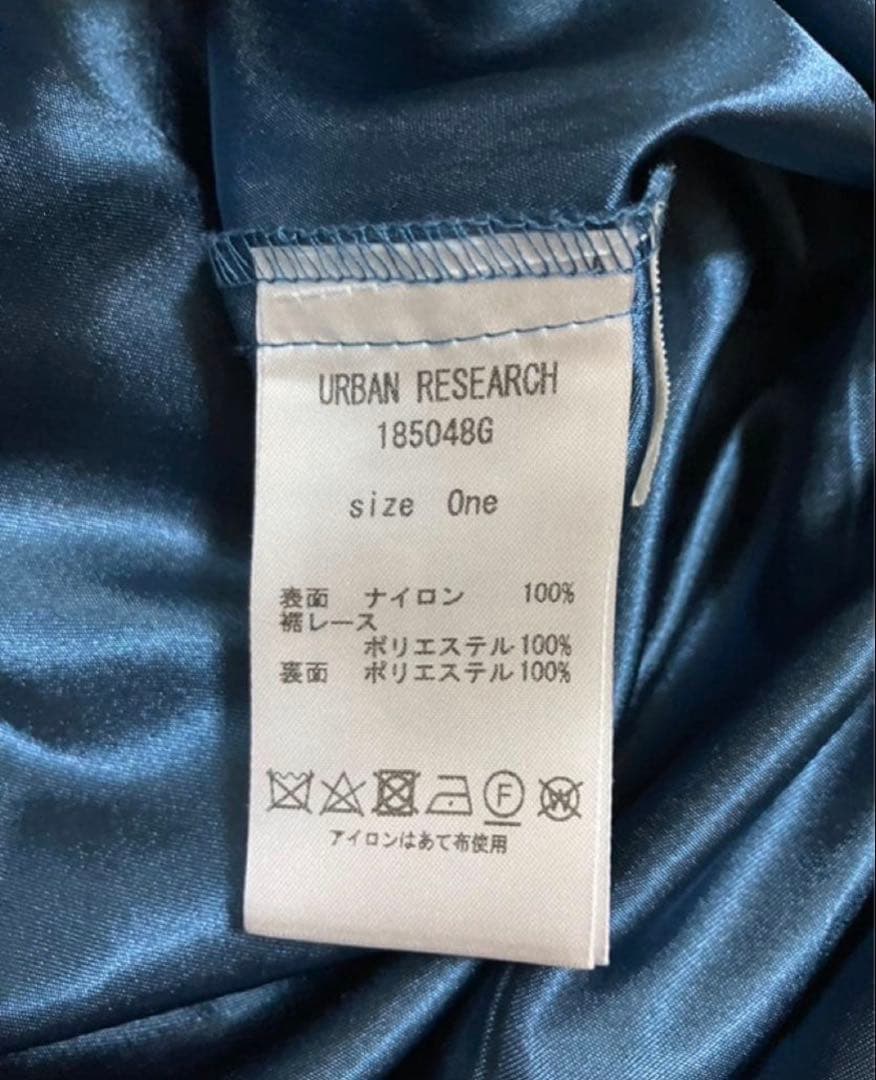 URBAN RESEARCH
185048G
size One
表面 ナイロン 100%
裾レース
ポリエステル100%
裏面 ポリエステル100%
F W
アイロンはあて布使用